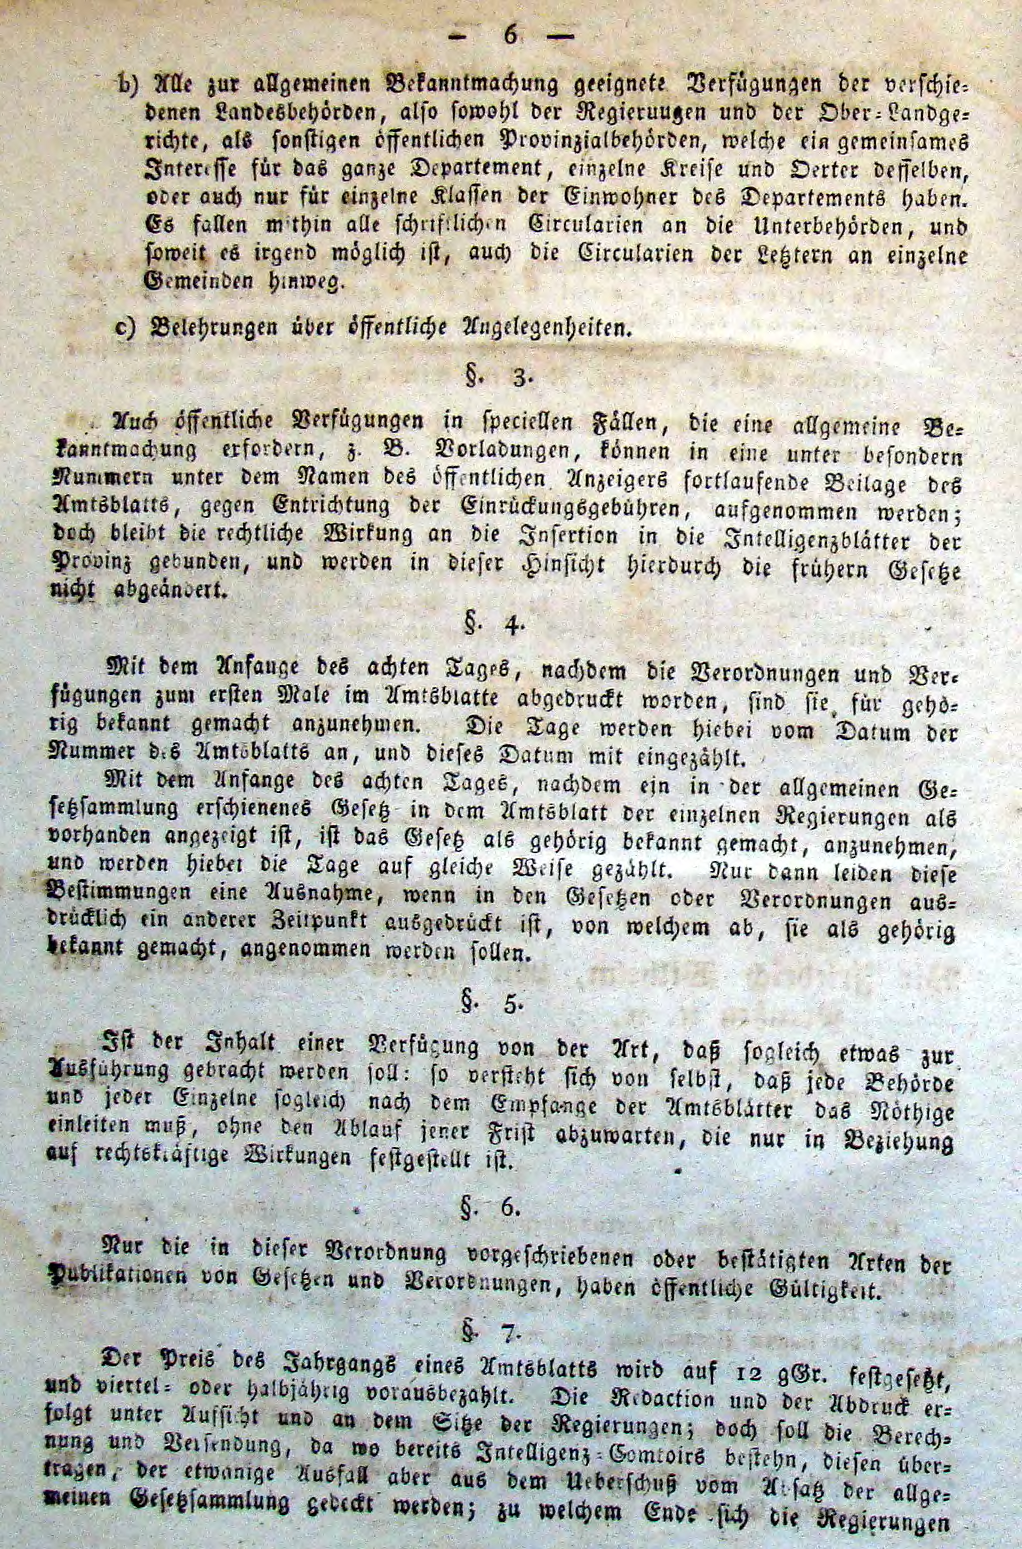 — 6 —
b) Alle zur allgemeinen Bekanntmachung geeignete Verfügungen der verschie-
denen Landesbehörden, also sowohl der Regieruugen und der Ober-Landge-
richte, als sonstigen öffentlichen Provinzialbehörden, welche ein gemeinsames
Interesse für das ganze Departement, einzelne Kreise und Oerter desselben,
oder auch nur für einzelne Klassen der Einwohner des Departements haben.
Es fallen mithin alle schriftlichen Circularien an die Unterbehörden, und
soweit es irgend möglich ist, auch die Circularien der Letztern an einzelne
Gemeinden hinweg.
c) Belehrungen über öffentliche Angelegenheiten.
§. 3.
Auch öffentliche Verfügungen in speciellen Fällen, die eine allgemeine Be-
kanntmachung erfordern, z. B. Vorladungen, können in eine unter besondern
Nummern unter dem Namen des öffentlichen Anzeigers fortlaufende Beilage des
Amtsblatts, gegen Entrichtung der Einrückungsgebühren, aufgenommen werden;
doch bleibt die rechtliche Wirkung an die Insertion in die Intelligenzblätter der
Provinz gebunden, und werden in dieser Hinsicht hierdurch die frühern Gesetze
nicht abgeändert.
§. 4.
Mit dem Anfange des achten Tages, nachdem die Verordnungen und Ver-
fügungen zum ersten Male im Amtsblatte abgedruckt worden, sind sie für gehö-
rig bekannt gemacht anzunehmen. Die Tage werden hiebei vom Datum der
Nummer des Amtsblatts an, und dieses Datum mit eingezählt.
Mit dem Anfange des achten Tages, nachdem ein in der allgemeinen Ge-
setzsammlung erschienenes Gesetz in dem Amtsblatt der einzelnen Regierungen als
vorhanden angezeigt ist, ist das Gesetz als gehörig bekannt gemacht, anzunehmen,
und werden hiebei die Tage auf gleiche Weise gezählt. Nur dann leiden diese
Bestimmungen eine Ausnahme, wenn in den Gesetzen oder Verordnungen aus-
drücklich ein anderer Zeitpunkt ausgedrückt ist, von welchem ab, sie als gehörig
bekannt gemacht, angenommen werden sollen.
§. 5.
Ist der Inhalt einer Verfügung von der Art, daß sogleich etwas zur
Ausführung gebracht werden soll: so versteht sich von selbst, daß jede Behörde
und jeder Einzelne sogleich nach dem Empfange der Amtsblätter das Nöthige
einleiten muß, ohne den Ablauf jener Frist abzuwarten, die nur in Beziehung
auf rechtskräftige Wirkungen festgestellt ist.
§. 6.
Nur die in dieser Verordnung vorgeschriebenen oder bestätigten Arten der
Publikationen von Gesetzen und Verordnungen, haben öffentliche Gültigkeit.
§. 7.
Der Preis des Jahrgangs eines Amtsblatts wird auf 12 gGr. festgesetzt,
und viertel- oder halbjährig vorausbezahlt. Die Redaction und der Abdruck er-
folgt unter Aufsicht und an dem Sitze der Regierungen; doch soll die Berech-
nung und Versendung, da wo bereits Intelligenz-Comtoirs bestehn, diesen über-
tragen, der etwanige Ausfall aber aus dem Ueberschuß vom Absatz der allge-
meinen Gesetzsammlung gedeckt werden; zu welchem Ende sich die Regierungen